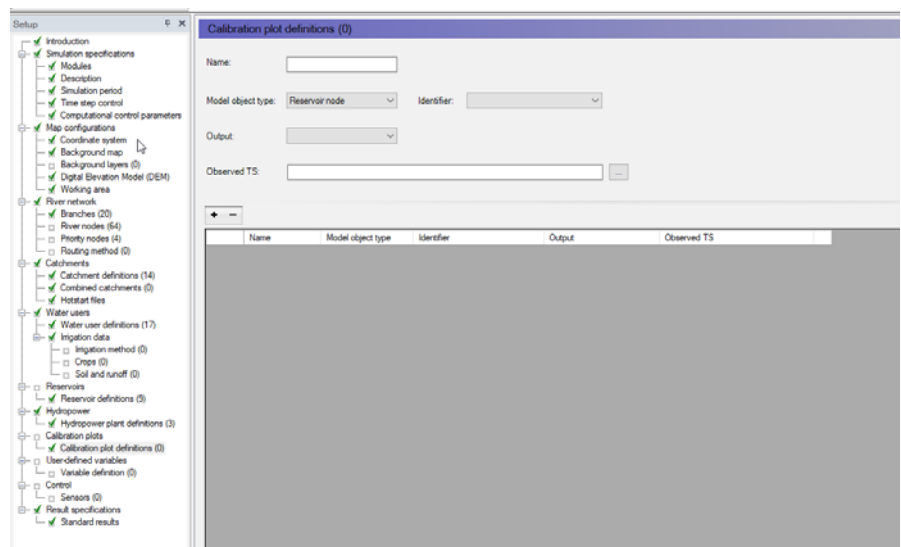 Setup
Introduction
Simulation specifications
Modules
Description
Simulation period
Time step control
Computational control parameters
Map configurations
Coordinate system
Background map
Background layers (0)
Digital Elevation Model (DEM)
Working area
River network
Branches (20)
River nodes (64)
Priority nodes (4)
Routing method (0)
Catchments
Catchment definitions (14)
Combined catchments (0)
Hotstart files
Water users
Water user definitions (17)
Irrigation data
Irrigation method (0)
Crops (0)
Soil and runoff (0)
Reservoirs
Reservoir definitions (5)
Hydropower
Hydropower plant definitions (3)
Calibration plots
Calibration plot definitions (0)
User-defined variables
Variable definition (0)
Control
Sensors (0)
Result specifications
Standard results
Calibration plot definitions (0)
Name:
Model object type: Reservoir node Identifier:
Output:
Observed TS: ...
+ −
Name Model object type Identifier Output Observed TS